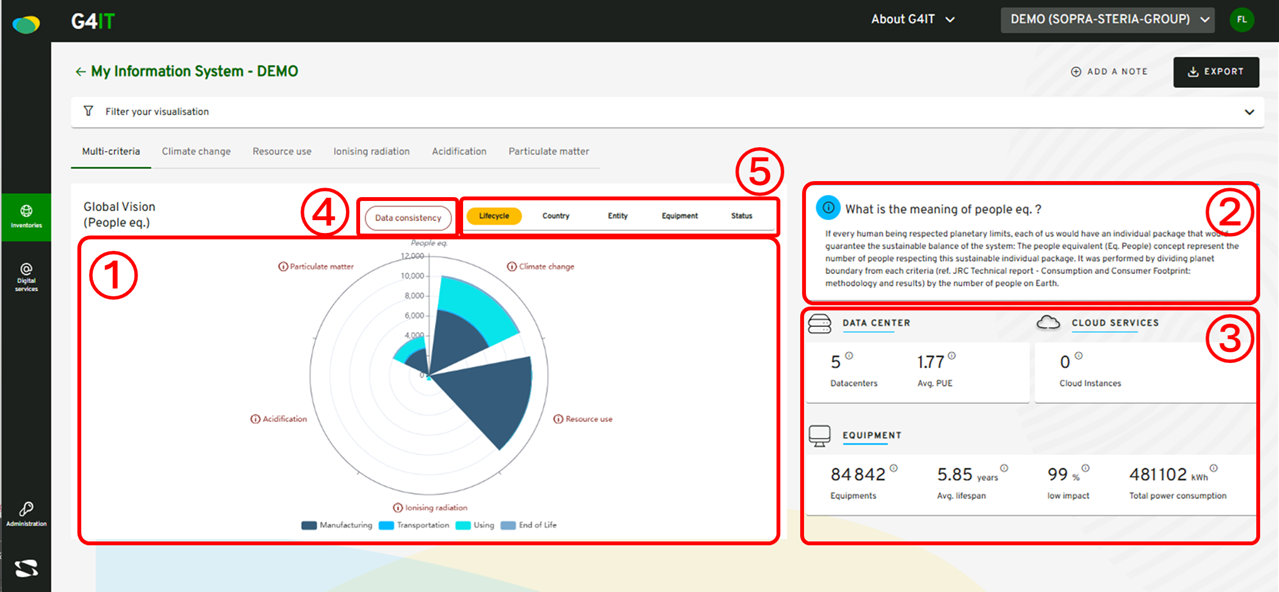 G4IT
About G4IT
DEMO (SOPRA-STERIA-GROUP)
FL
← My Information System - DEMO
ADD A NOTE
EXPORT
Filter your visualisation
Multi-criteria
Climate change
Resource use
Ionising radiation
Acidification
Particulate matter
Inventories
Digital
services
Administration
Global Vision
(People eq.)
④
Data consistency
⑤
Lifecycle
Country
Entity
Equipment
Status
①
People eq.
12,000
10,000
8,000
6,000
4,000
0
Particulate matter
Climate change
Acidification
Resource use
Ionising radiation
Manufacturing
Transportation
Using
End of Life
②
What is the meaning of people eq. ?
If every human being respected planetary limits, each of us would have an individual package that would
guarantee the sustainable balance of the system: The people equivalent (Eq. People) concept represent the
number of people respecting this sustainable individual package. It was performed by dividing planet
boundary from each criteria (ref. JRC Technical report - Consumption and Consumer Footprint:
methodology and results) by the number of people on Earth.
③
DATA CENTER
5
Datacenters
1.77
Avg. PUE
CLOUD SERVICES
0
Cloud Instances
EQUIPMENT
84 842
Equipments
5.85 years
Avg. lifespan
99 %
low impact
481 102 kWh
Total power consumption